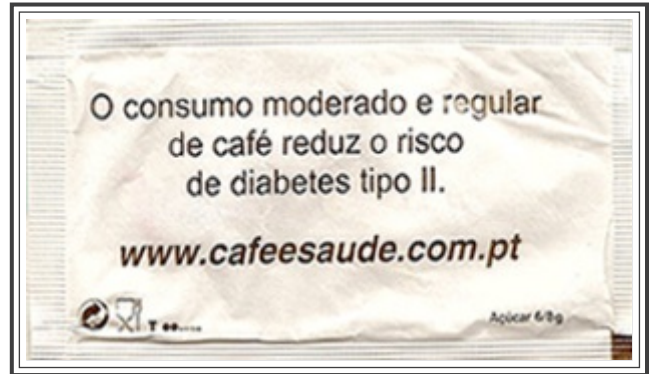 O consumo moderado e regular
de café reduz o risco
de diabetes tipo II.
www.cafeesaude.com.pt
Açúcar 6/8g